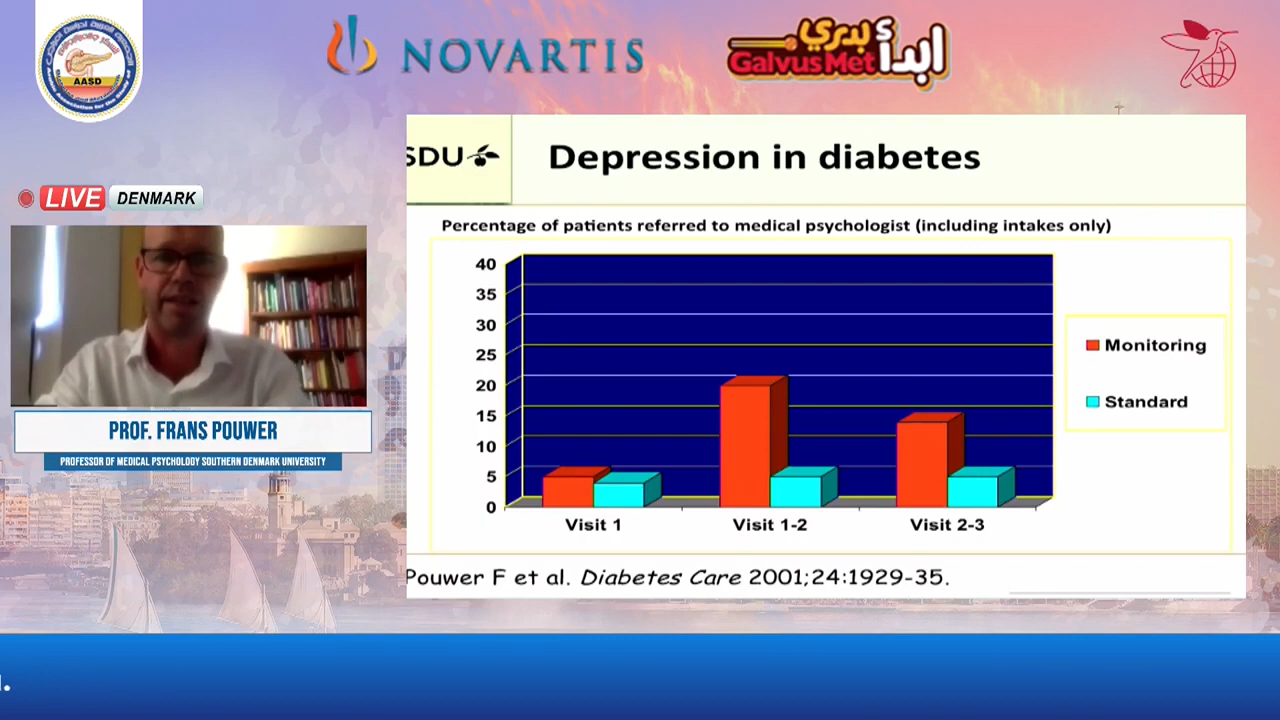 AASD
NOVARTIS
ابدأ بدري
GalvusMet
LIVE
DENMARK
PROF. FRANS POUWER
PROFESSOR OF MEDICAL PSYCHOLOGY SOUTHERN DENMARK UNIVERSITY
SDU
Depression in diabetes
Percentage of patients referred to medical psychologist (including intakes only)
40
35
30
25
20
15
10
5
0
Visit 1
Visit 1-2
Visit 2-3
Monitoring
Standard
Pouwer F et al. Diabetes Care 2001;24:1929-35.